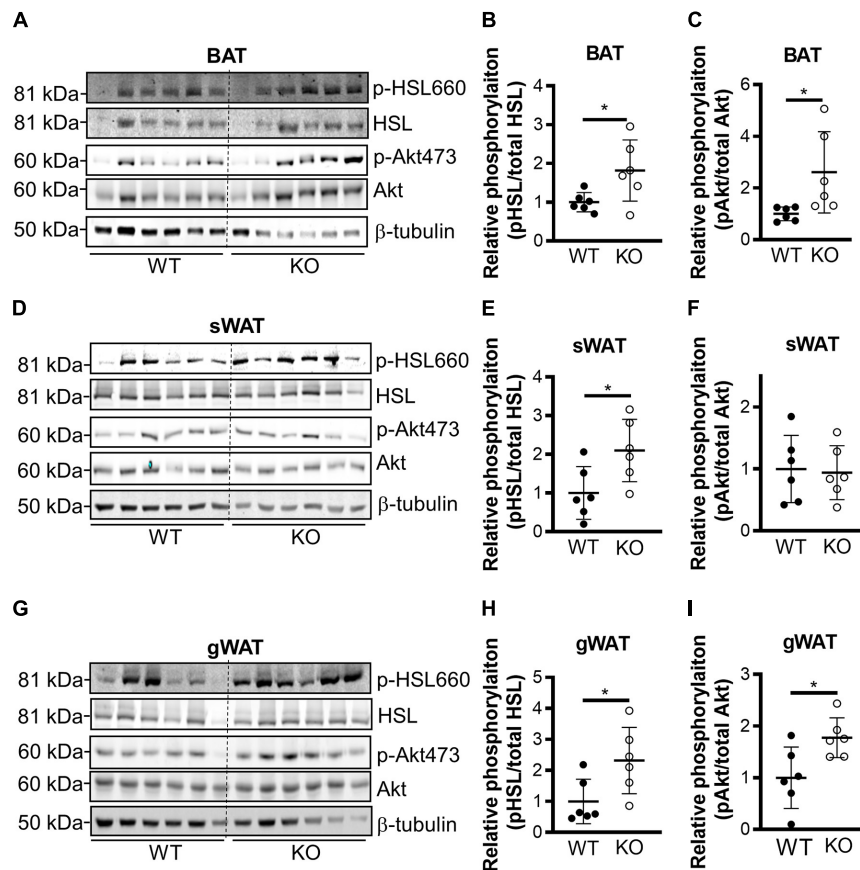 A
BAT
81 kDa-
p-HSL660
81 kDa-
HSL
60 kDa-
p-Akt473
60 kDa-
Akt
50 kDa-
β-tubulin
WT
KO
B
BAT
Relative phosphorylaiton
(pHSL/total HSL)
4
3
2
1
0
*
WT
KO
C
BAT
Relative phosphorylaiton
(pAkt/total Akt)
6
4
2
0
*
WT
KO
D
sWAT
81 kDa-
p-HSL660
81 kDa-
HSL
60 kDa-
p-Akt473
60 kDa-
Akt
50 kDa-
β-tubulin
WT
KO
E
sWAT
Relative phosphorylaiton
(pHSL/total HSL)
4
3
2
1
0
*
WT
KO
F
sWAT
Relative phosphorylaiton
(pAkt/total Akt)
2
1
0
WT
KO
G
gWAT
81 kDa-
p-HSL660
81 kDa-
HSL
60 kDa-
p-Akt473
60 kDa-
Akt
50 kDa-
β-tubulin
WT
KO
H
gWAT
Relative phosphorylaiton
(pHSL/total HSL)
5
4
3
2
1
0
*
WT
KO
I
gWAT
Relative phosphorylaiton
(pAkt/total Akt)
3
2
1
0
*
WT
KO